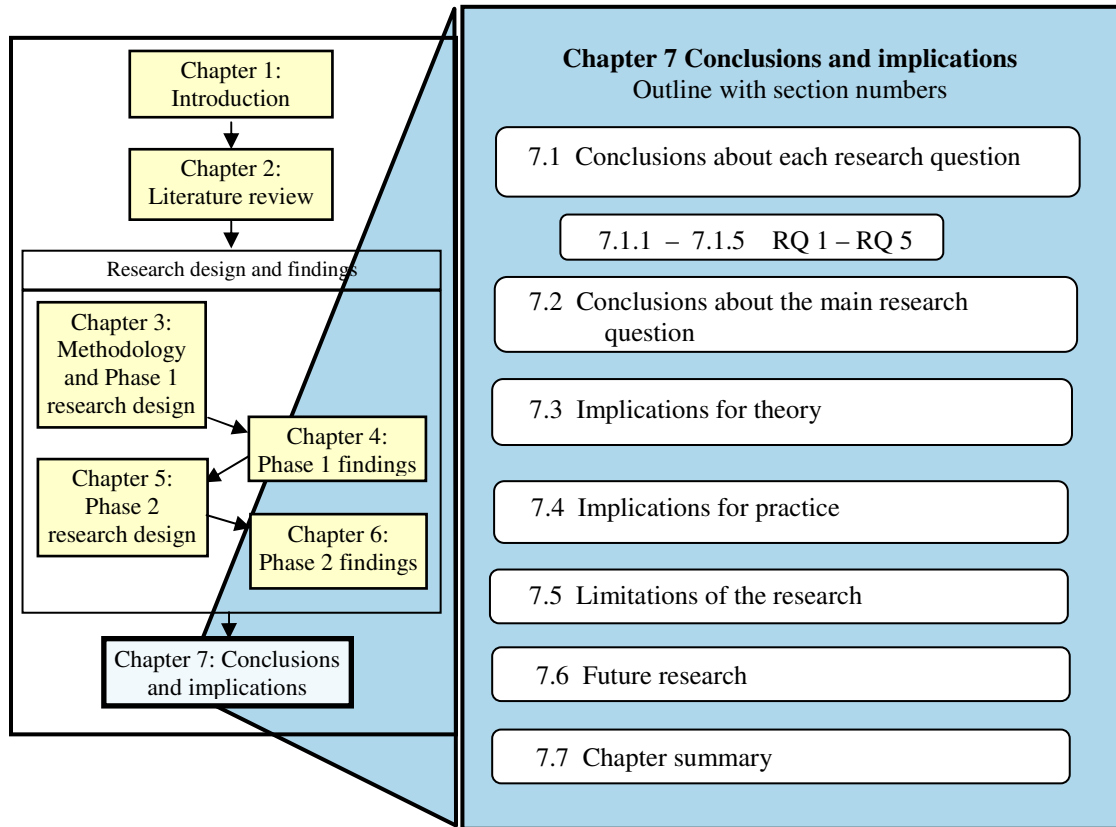 Chapter 1:
Introduction
Chapter 2:
Literature review
Research design and findings
Chapter 3:
Methodology
and Phase 1
research design
Chapter 4:
Phase 1 findings
Chapter 5:
Phase 2
research design
Chapter 6:
Phase 2 findings
Chapter 7: Conclusions
and implications
Chapter 7 Conclusions and implications
Outline with section numbers
7.1 Conclusions about each research question
7.1.1 – 7.1.5 RQ 1 – RQ 5
7.2 Conclusions about the main research
question
7.3 Implications for theory
7.4 Implications for practice
7.5 Limitations of the research
7.6 Future research
7.7 Chapter summary